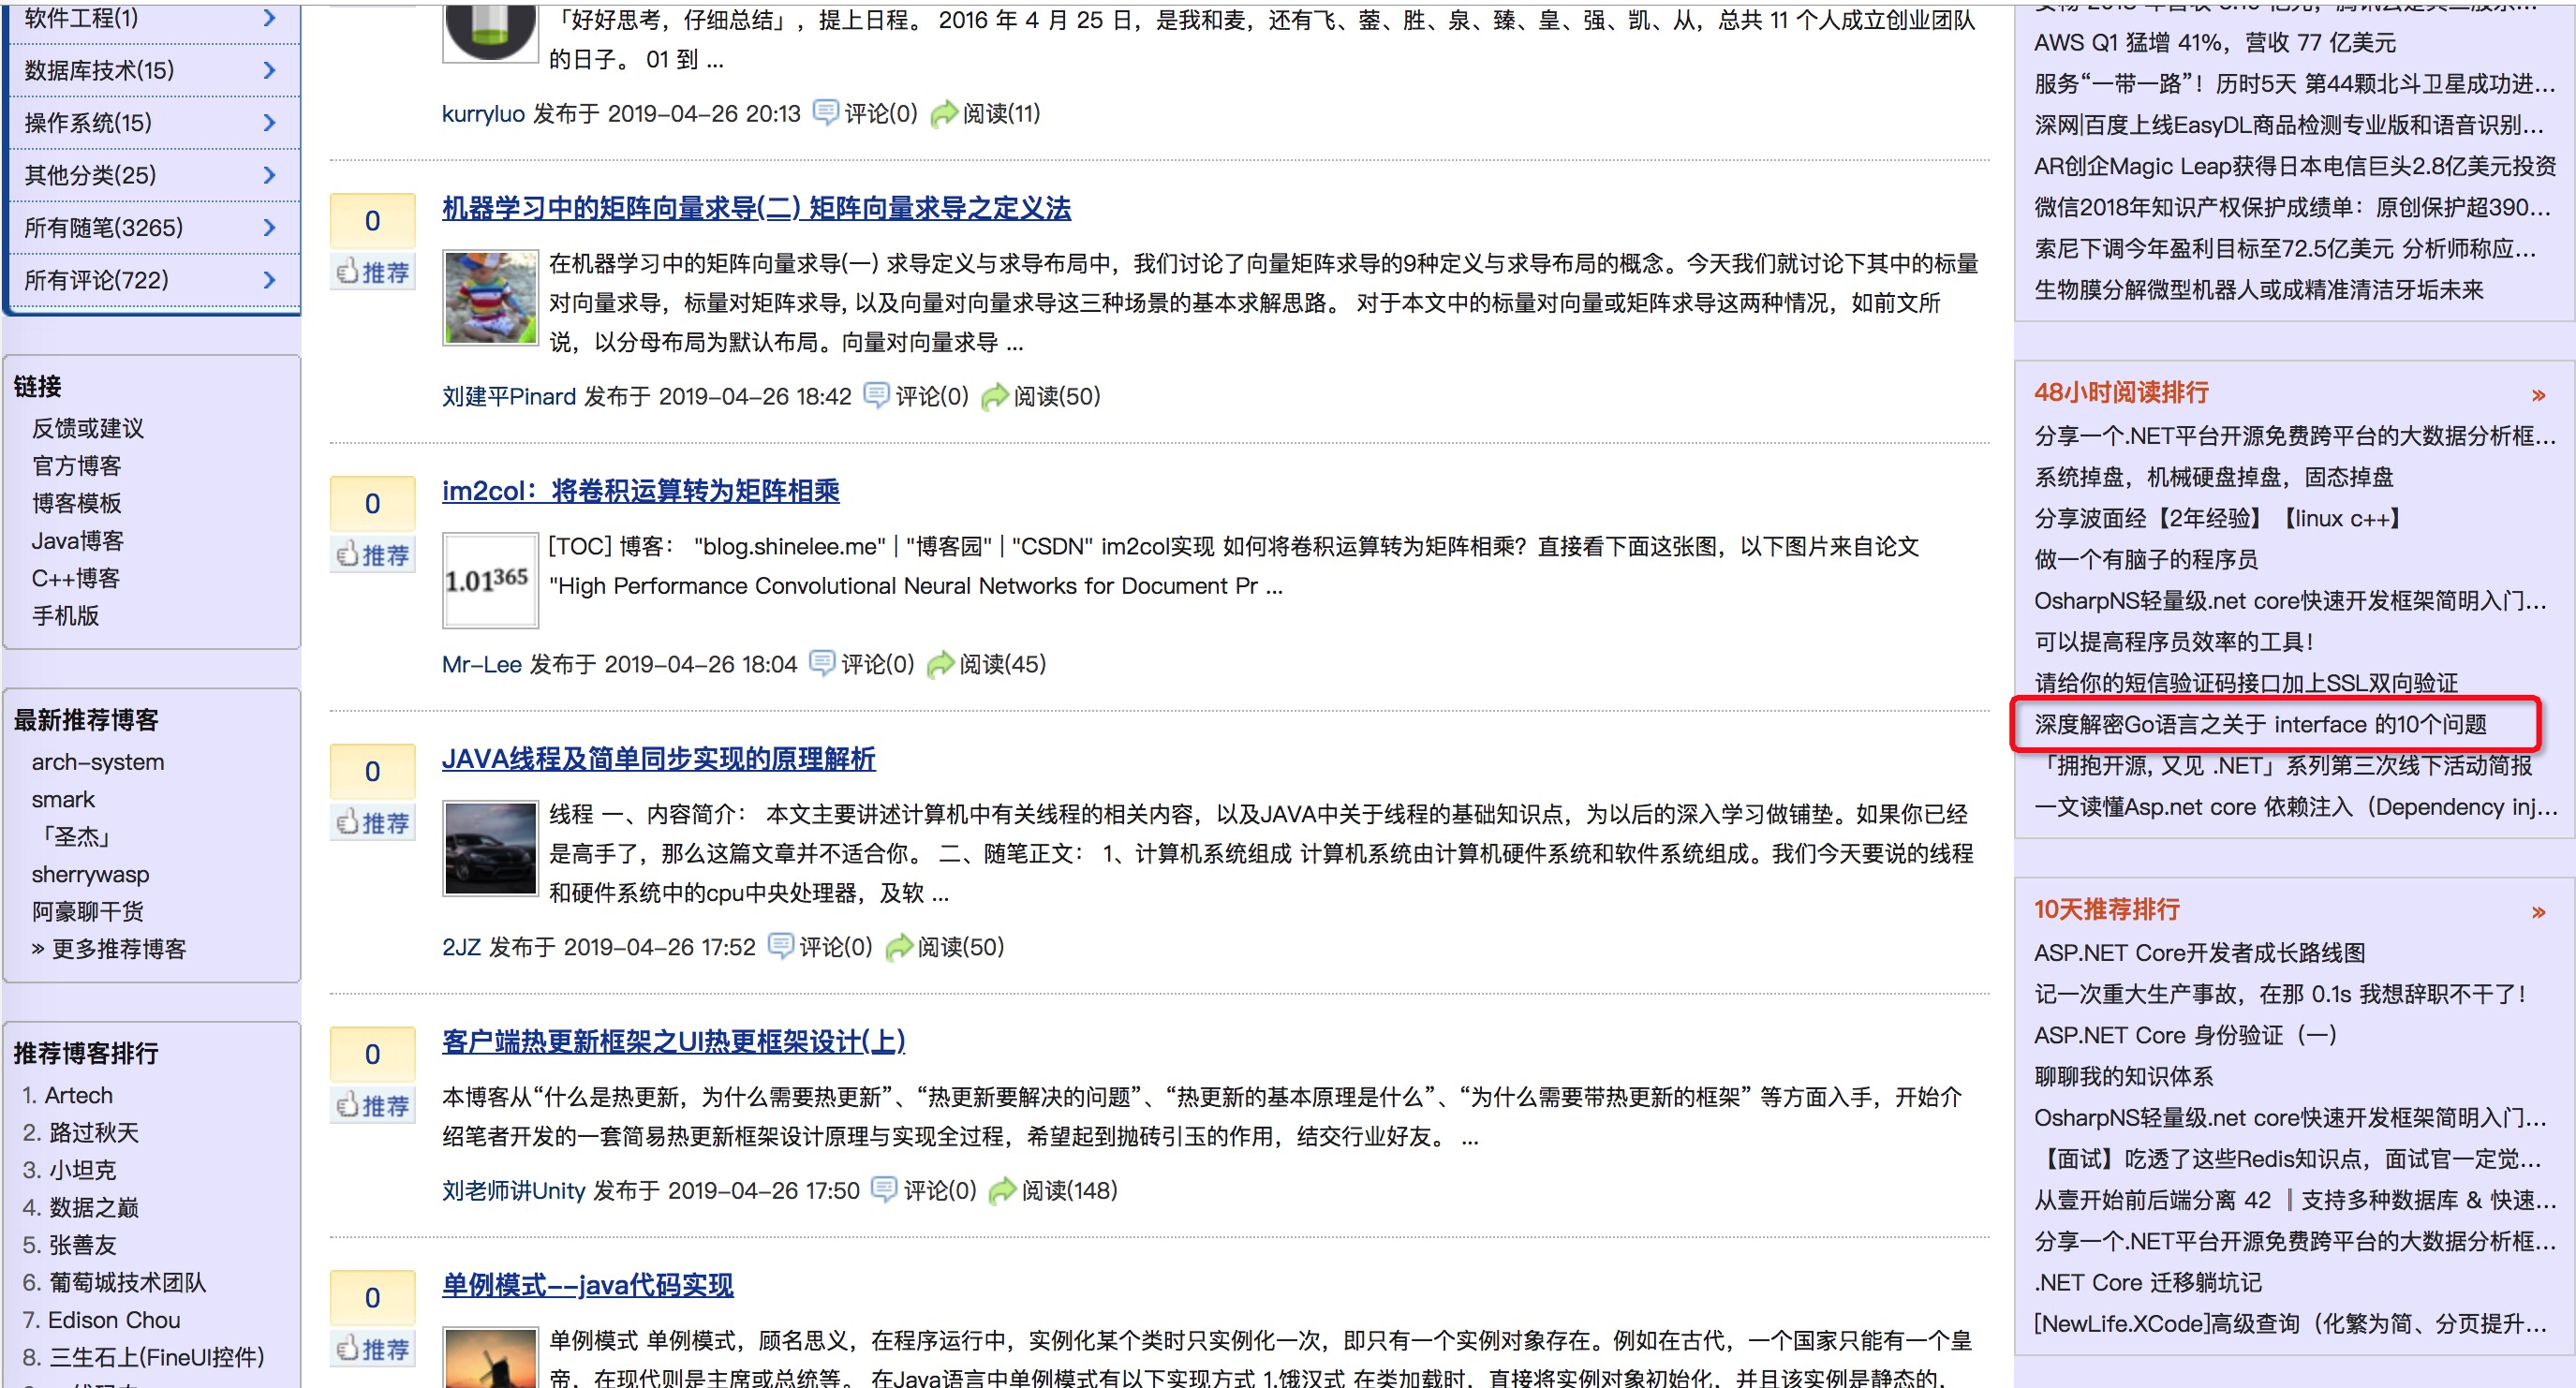 软件工程(1)
数据库技术(15)
操作系统(15)
其他分类(25)
所有随笔(3265)
所有评论(722)
链接
反馈或建议
官方博客
博客模板
Java博客
C++博客
手机版
最新推荐博客
arch-system
smark
「圣杰」
sherrywasp
阿豪聊干货
» 更多推荐博客
推荐博客排行
1. Artech
2. 路过秋天
3. 小坦克
4. 数据之巅
5. 张善友
6. 葡萄城技术团队
7. Edison Chou
8. 三生石上(FineUI控件)
「好好思考，仔细总结」，提上日程。 2016 年 4 月 25 日，是我和麦，还有飞、蓥、胜、泉、臻、皇、强、凯、从，总共 11 个人成立创业团队
的日子。 01 到 ...
kurryluo 发布于 2019-04-26 20:13 评论(0) 阅读(11)
0
推荐
机器学习中的矩阵向量求导(二) 矩阵向量求导之定义法
在机器学习中的矩阵向量求导(一) 求导定义与求导布局中，我们讨论了向量矩阵求导的9种定义与求导布局的概念。今天我们就讨论下其中的标量
对向量求导，标量对矩阵求导, 以及向量对向量求导这三种场景的基本求解思路。 对于本文中的标量对向量或矩阵求导这两种情况，如前文所
说，以分母布局为默认布局。向量对向量求导 ...
刘建平Pinard 发布于 2019-04-26 18:42 评论(0) 阅读(50)
0
推荐
im2col：将卷积运算转为矩阵相乘
1.01365
[TOC] 博客： "blog.shinelee.me" | "博客园" | "CSDN" im2col实现 如何将卷积运算转为矩阵相乘？直接看下面这张图，以下图片来自论文
"High Performance Convolutional Neural Networks for Document Pr ...
Mr-Lee 发布于 2019-04-26 18:04 评论(0) 阅读(45)
0
推荐
JAVA线程及简单同步实现的原理解析
线程 一、内容简介： 本文主要讲述计算机中有关线程的相关内容，以及JAVA中关于线程的基础知识点，为以后的深入学习做铺垫。如果你已经
是高手了，那么这篇文章并不适合你。 二、随笔正文： 1、计算机系统组成 计算机系统由计算机硬件系统和软件系统组成。我们今天要说的线程
和硬件系统中的cpu中央处理器，及软 ...
2JZ 发布于 2019-04-26 17:52 评论(0) 阅读(50)
0
推荐
客户端热更新框架之UI热更框架设计(上)
本博客从“什么是热更新，为什么需要热更新”、“热更新要解决的问题”、“热更新的基本原理是什么”、“为什么需要带热更新的框架” 等方面入手，开始介
绍笔者开发的一套简易热更新框架设计原理与实现全过程，希望起到抛砖引玉的作用，结交行业好友。 ...
刘老师讲Unity 发布于 2019-04-26 17:50 评论(0) 阅读(148)
0
推荐
单例模式--java代码实现
单例模式 单例模式，顾名思义，在程序运行中，实例化某个类时只实例化一次，即只有一个实例对象存在。例如在古代，一个国家只能有一个皇
帝，在现代则是主席或总统等。 在Java语言中单例模式有以下实现方式 1.饿汉式 在类加载时，直接将实例对象初始化，并且该实例是静态的，
AWS Q1 猛增 41%，营收 77 亿美元
服务“一带一路”！历时5天 第44颗北斗卫星成功进...
深网|百度上线EasyDL商品检测专业版和语音识别...
AR创企Magic Leap获得日本电信巨头2.8亿美元投资
微信2018年知识产权保护成绩单：原创保护超390...
索尼下调今年盈利目标至72.5亿美元 分析师称应...
生物膜分解微型机器人或成精准清洁牙垢未来
48小时阅读排行 »
分享一个.NET平台开源免费跨平台的大数据分析框...
系统掉盘，机械硬盘掉盘，固态掉盘
分享波面经【2年经验】【linux c++】
做一个有脑子的程序员
OsharpNS轻量级.net core快速开发框架简明入门...
可以提高程序员效率的工具！
请给你的短信验证码接口加上SSL双向验证
深度解密Go语言之关于 interface 的10个问题
「拥抱开源, 又见 .NET」系列第三次线下活动简报
一文读懂Asp.net core 依赖注入（Dependency inj...
10天推荐排行 »
ASP.NET Core开发者成长路线图
记一次重大生产事故，在那 0.1s 我想辞职不干了！
ASP.NET Core 身份验证（一）
聊聊我的知识体系
OsharpNS轻量级.net core快速开发框架简明入门...
【面试】吃透了这些Redis知识点，面试官一定觉...
从壹开始前后端分离 42 ║ 支持多种数据库 & 快速...
分享一个.NET平台开源免费跨平台的大数据分析框...
.NET Core 迁移躺坑记
[NewLife.XCode]高级查询（化繁为简、分页提升...